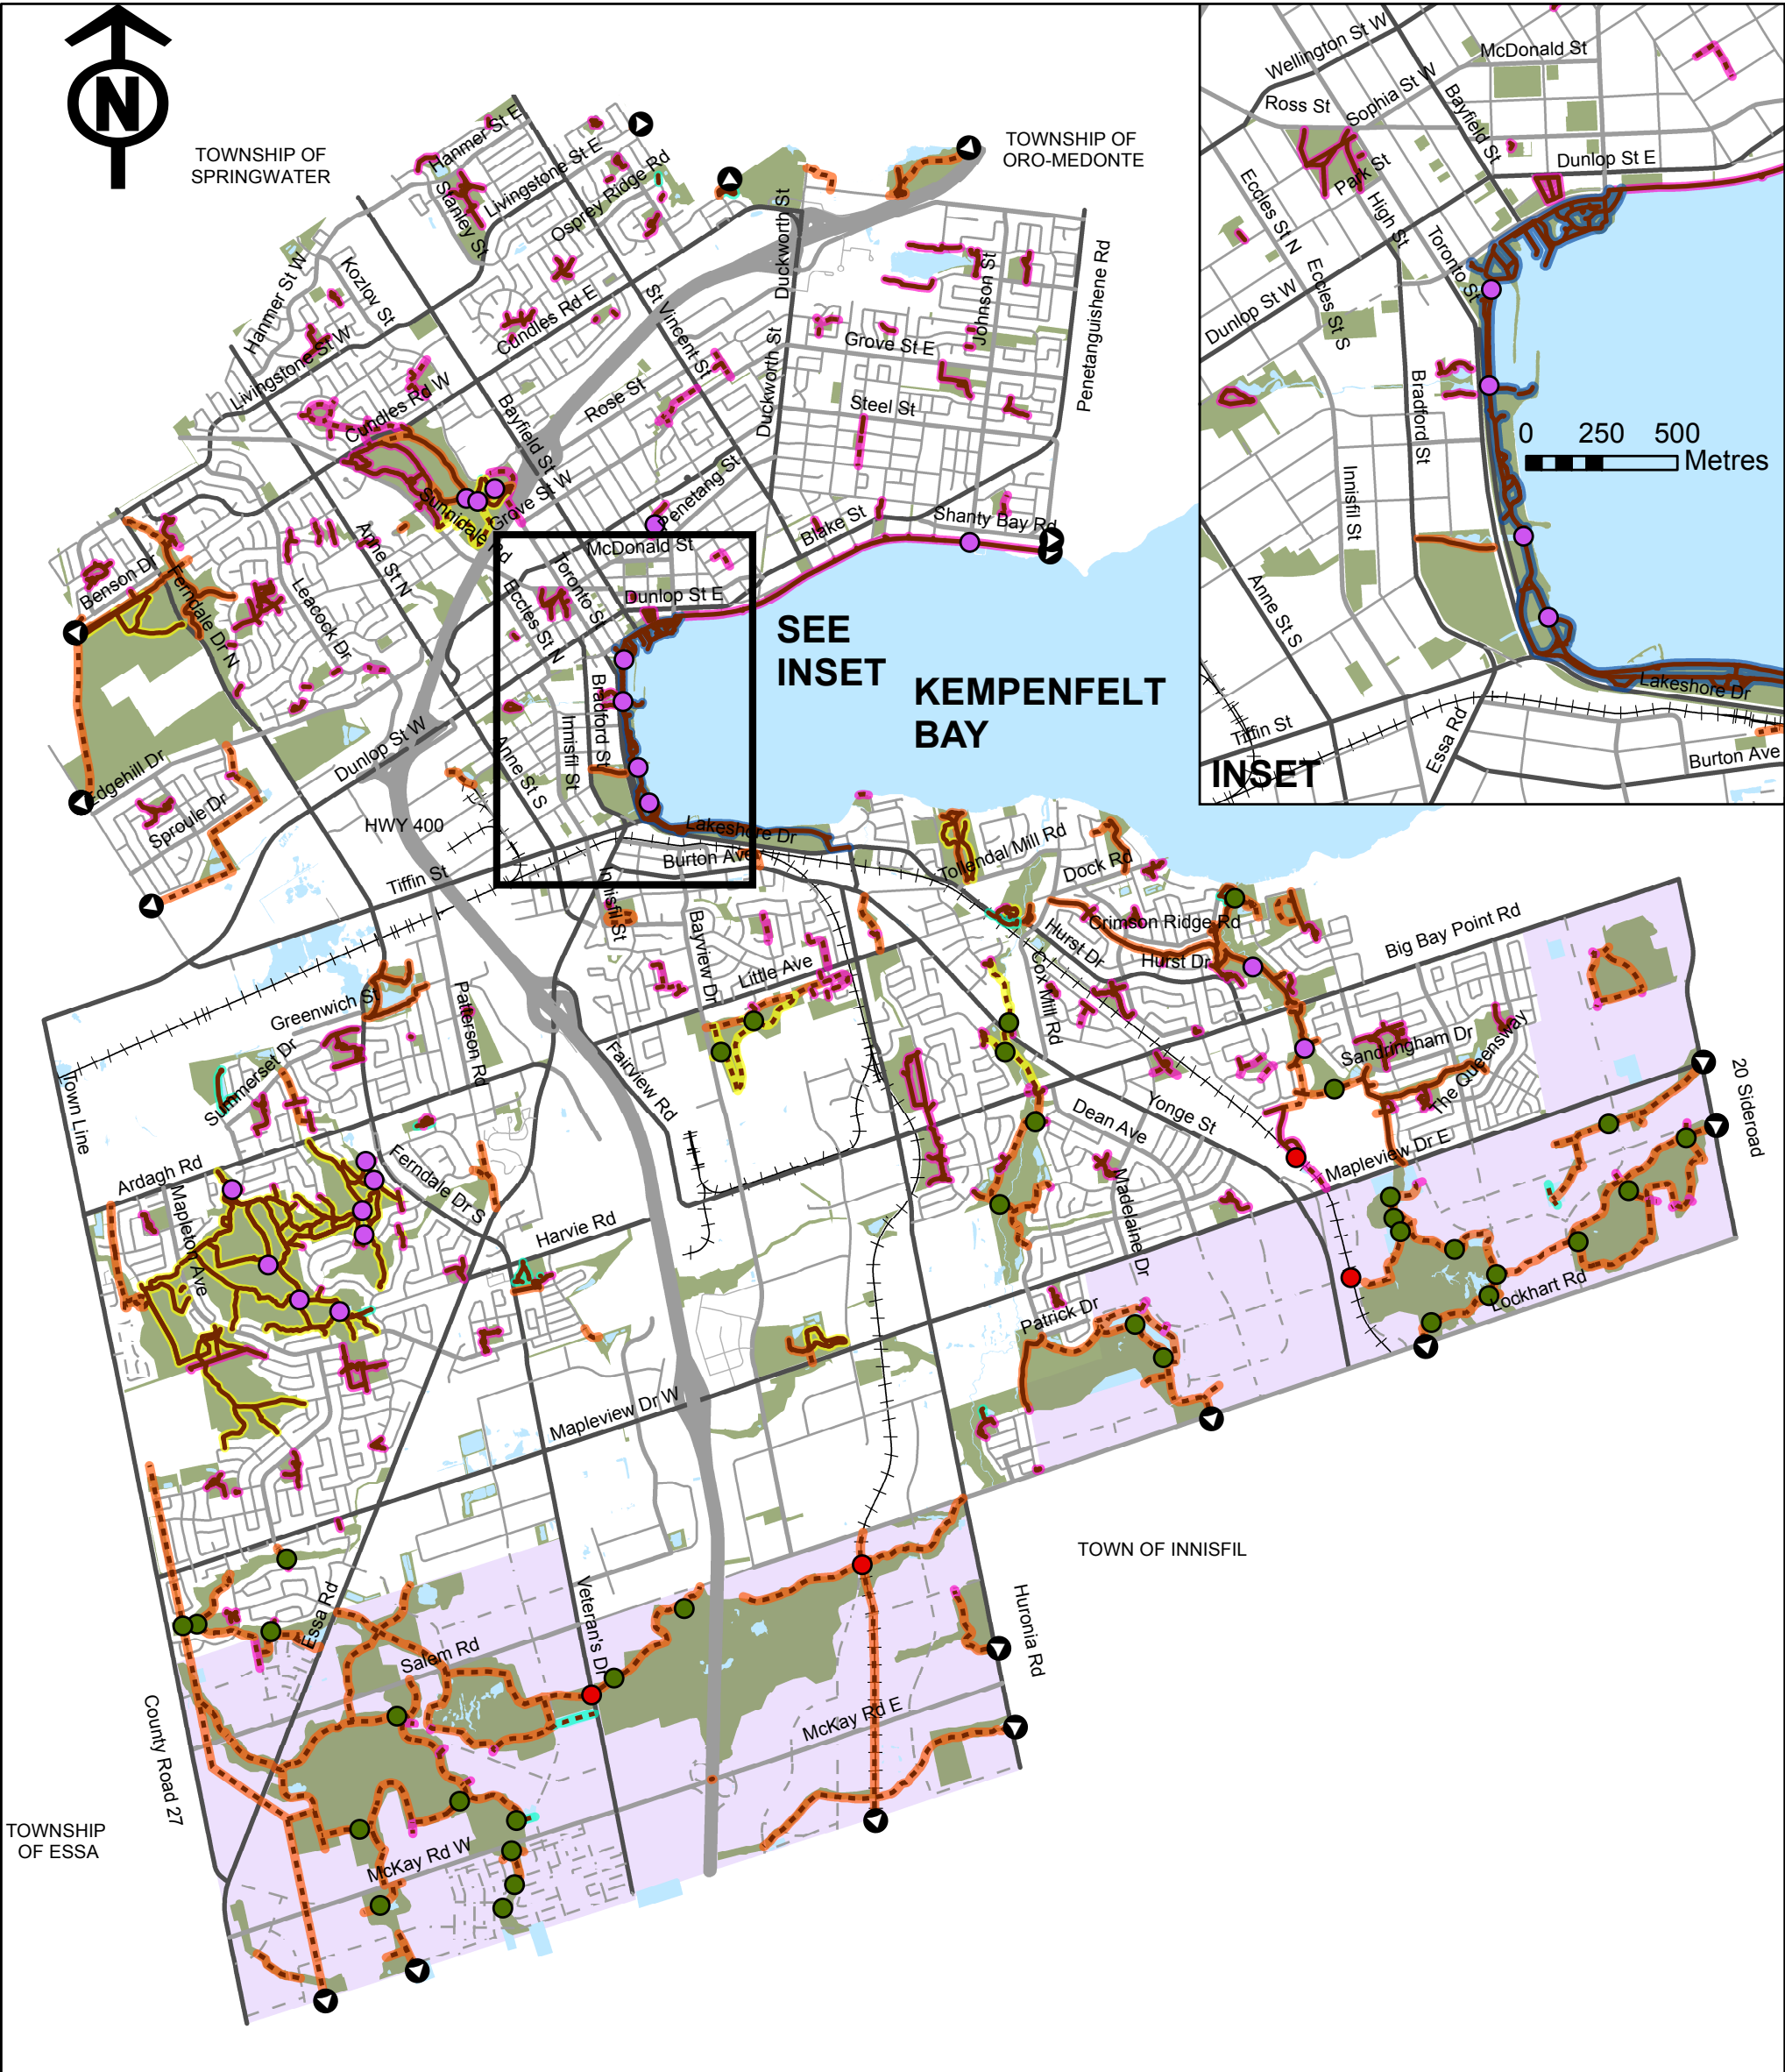 N
TOWNSHIP OF
SPRINGWATER
TOWNSHIP OF
ORO-MEDONTE
Hanmer St E
Livingstone St E
Stanley St
Osprey Ridge Rd
Hanmer St W
Kozlov St
Cundles Rd E
St Vincent St
Duckworth St
Johnson St
Penetanguishene Rd
Livingstone St W
Cundles Rd W
Grove St E
Duckworth St
Bayfield St
Rose St
Steel St
Sunnidale Rd
Grove St W
Penetang St
Anne St N
McDonald St
Blake St
Shanty Bay Rd
Benson Dr
Ferndale Dr N
Leacock Dr
Eccles St N
Toronto St
Dunlop St E
SEE
INSET
KEMPENFELT
BAY
Edgehill Dr
Sproule Dr
Dunlop St W
Anne St S
Innisfil St
Bradford St
HWY 400
Lakeshore Dr
Burton Ave
Tiffin St
Innisfil St
Tollendal Mill Rd
Dock Rd
Bayview Dr
Little Ave
Crimson Ridge Rd
Hurst Dr
Hurst Dr
Cox Mill Rd
Big Bay Point Rd
Greenwich St
Patterson Rd
Summerset Dr
Fairview Rd
Sandringham Dr
The Queensway
Town Line
20 Sideroad
Dean Ave
Yonge St
Mapleview Dr E
Madelaine Dr
Ardagh Rd
Mapleton Ave
Ferndale Dr S
Harvie Rd
Patrick Dr
Lockhart Rd
Mapleview Dr W
TOWN OF INNISFIL
Essa Rd
Veteran's Dr
Huronia Rd
Salem Rd
McKay Rd E
County Road 27
McKay Rd W
TOWNSHIP
OF ESSA
Wellington St W
McDonald St
Ross St
Sophia St W
Bayfield St
Dunlop St E
Park St
Eccles St N
High St
Toronto St
Eccles St S
Dunlop St W
Bradford St
0 250 500
Metres
Innisfil St
Anne St S
Lakeshore Dr
Tiffin St
Essa Rd
Burton Ave
INSET